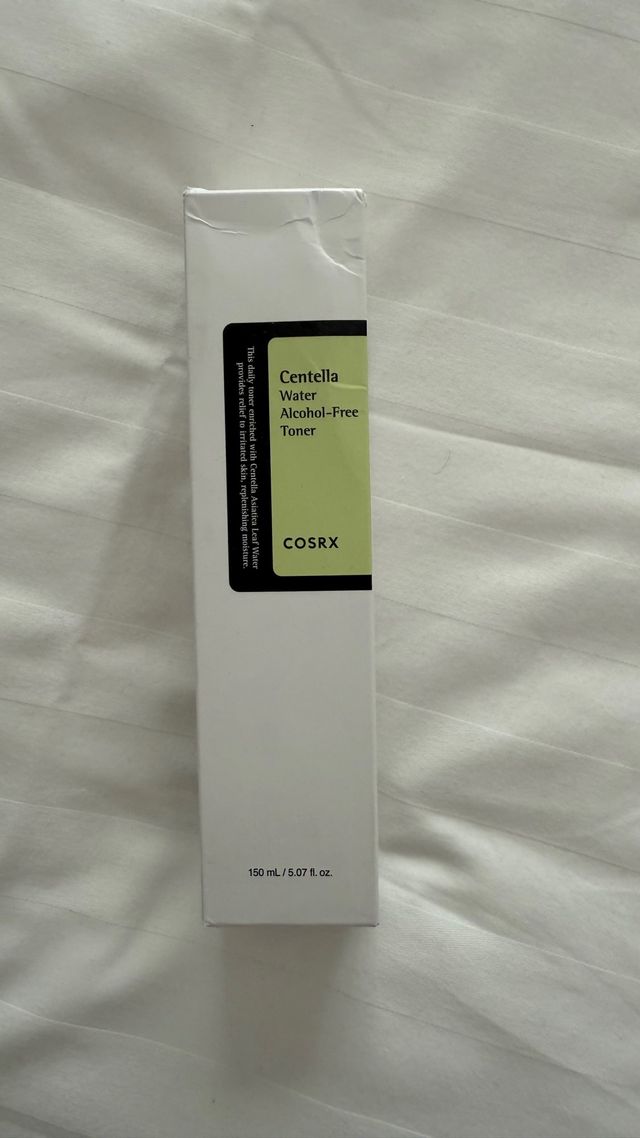 Centella
Water
Alcohol-Free
Toner
COSRX
This daily toner enriched with Centella Asiatica Leaf Water
provides relief to irritated skin, replenishing moisture.
150 mL / 5.07 fl. oz.